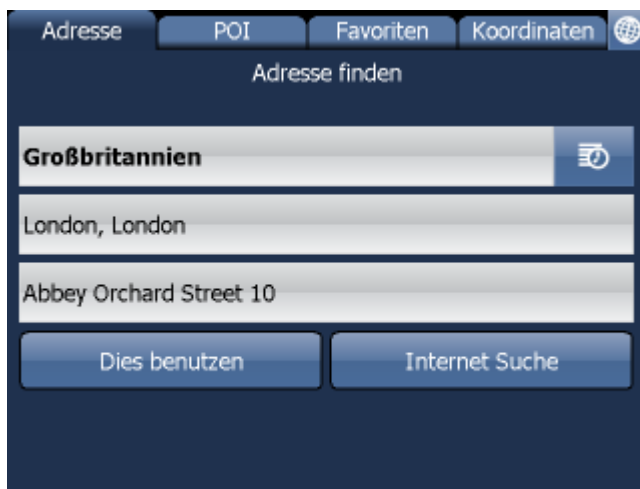 Adresse POI Favoriten Koordinaten
Adresse finden
Großbritannien
London, London
Abbey Orchard Street 10
Dies benutzen Internet Suche